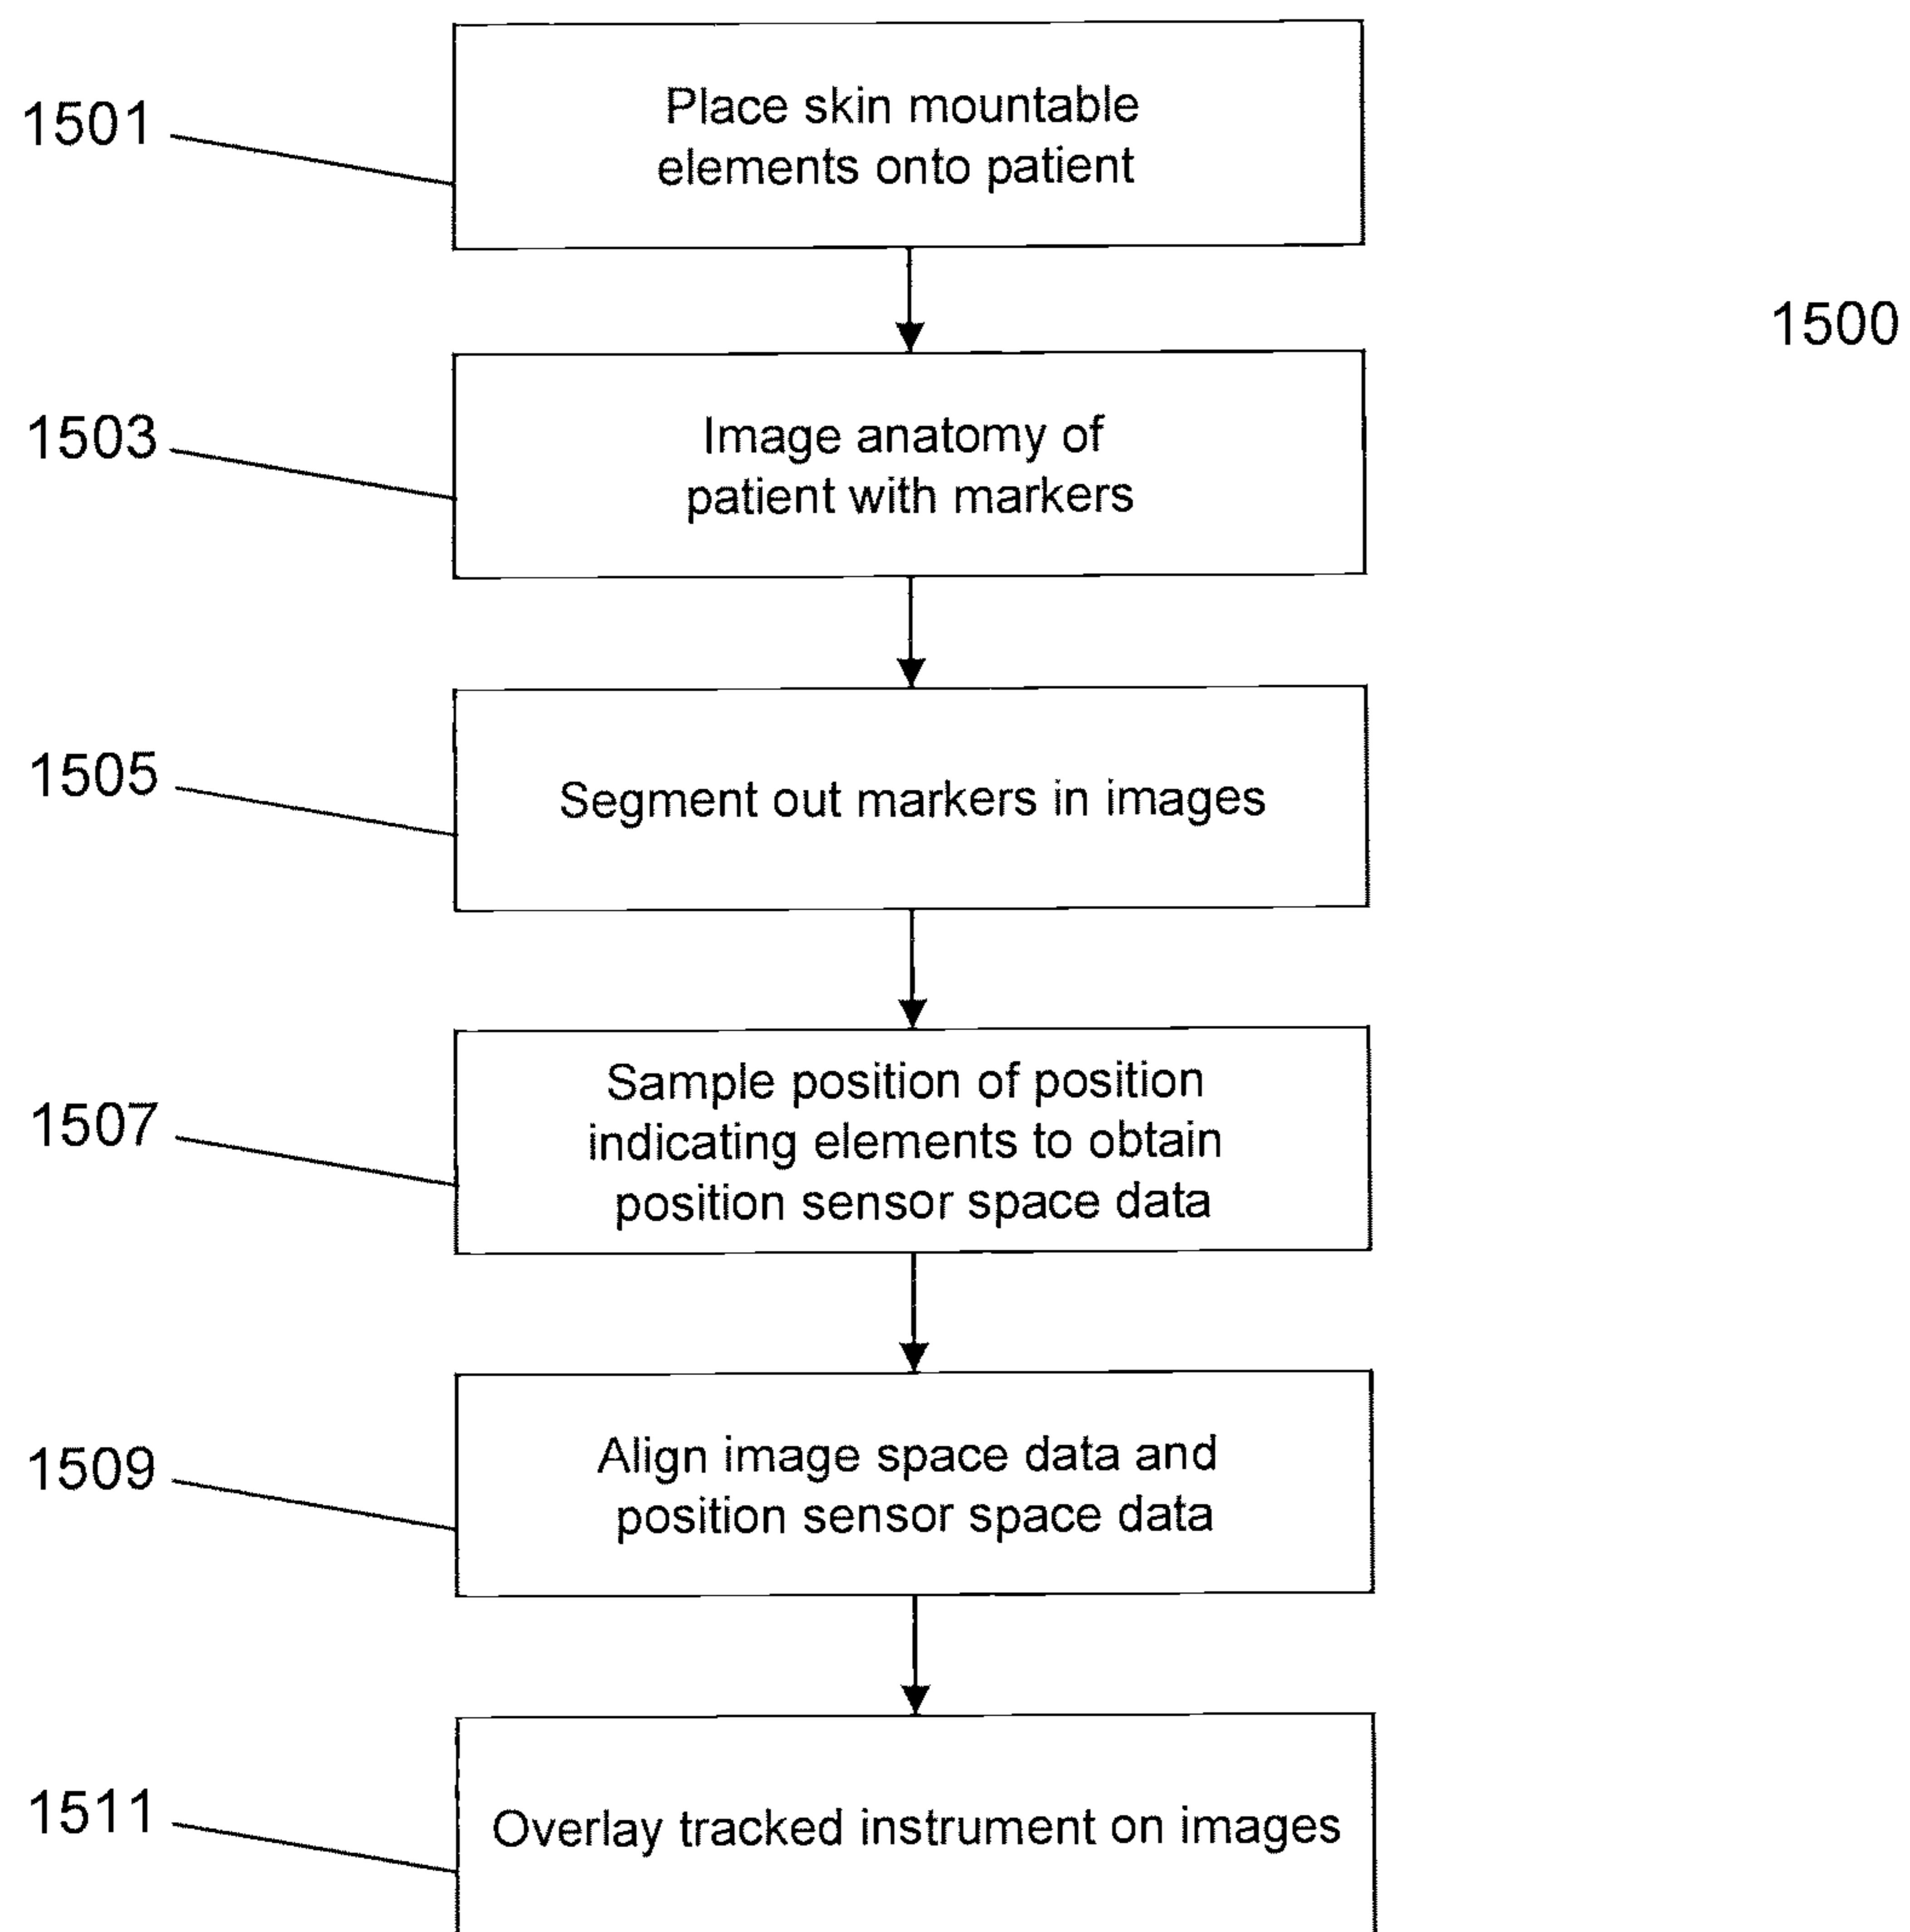 1501
Place skin mountable
elements onto patient
1500
1503
Image anatomy of
patient with markers
1505
Segment out markers in images
1507
Sample position of position
indicating elements to obtain
position sensor space data
1509
Align image space data and
position sensor space data
1511
Overlay tracked instrument on images